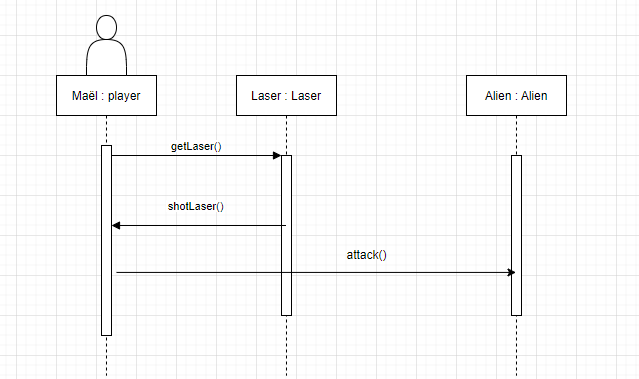 Maël : player
Laser : Laser
Alien : Alien
getLaser()
shotLaser()
attack()